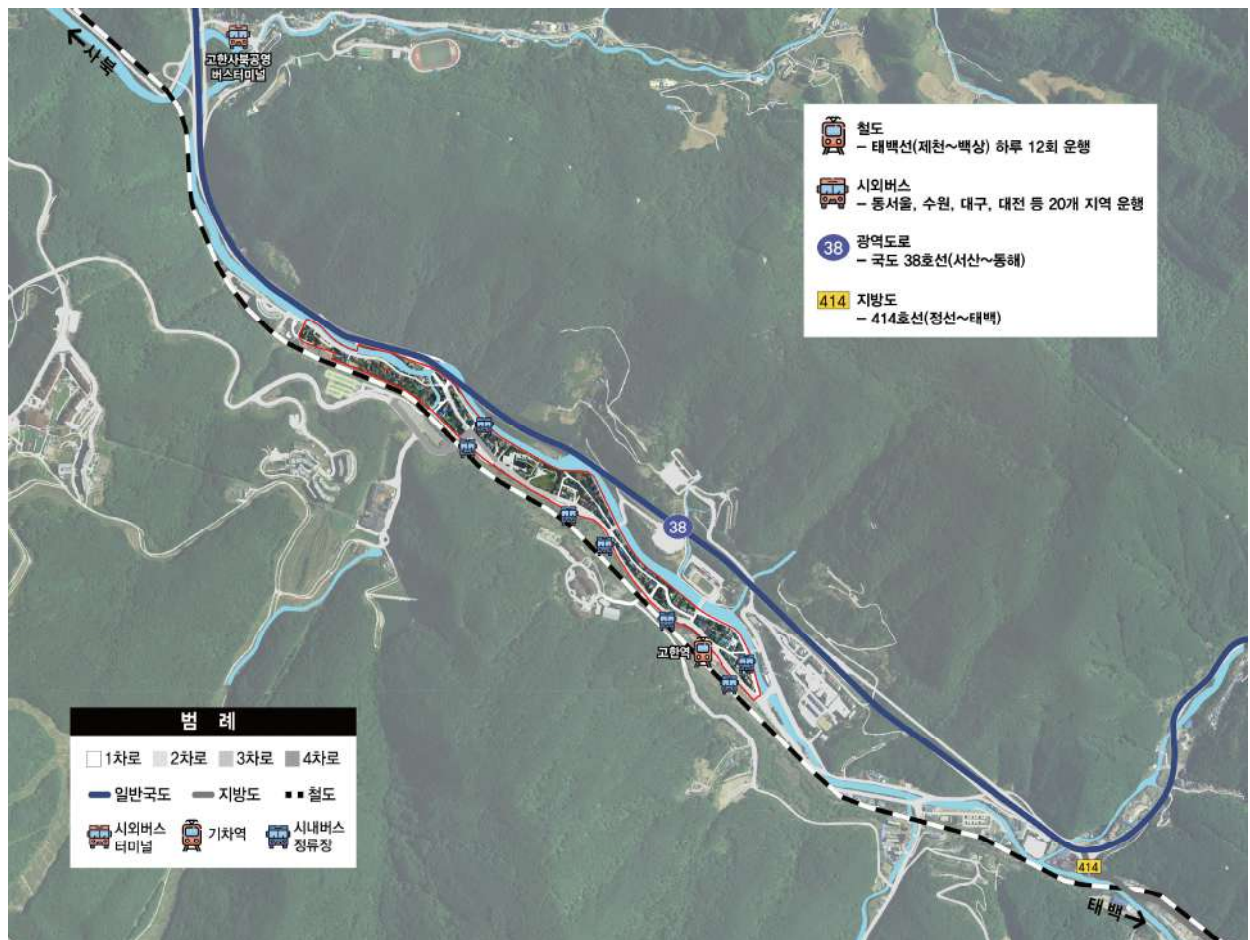 ←사북
고한사북공영
버스터미널
철도
– 태백선(제천~백상) 하루 12회 운행
시외버스
– 동서울, 수원, 대구, 대전 등 20개 지역 운행
38
광역도로
– 국도 38호선(서산~동해)
414
지방도
– 414호선(정선~태백)
38
고한역
범 례
1차로 2차로 3차로 4차로
일반국도 지방도 철도
시외버스
터미널
기차역
시내버스
정류장
414
태백→